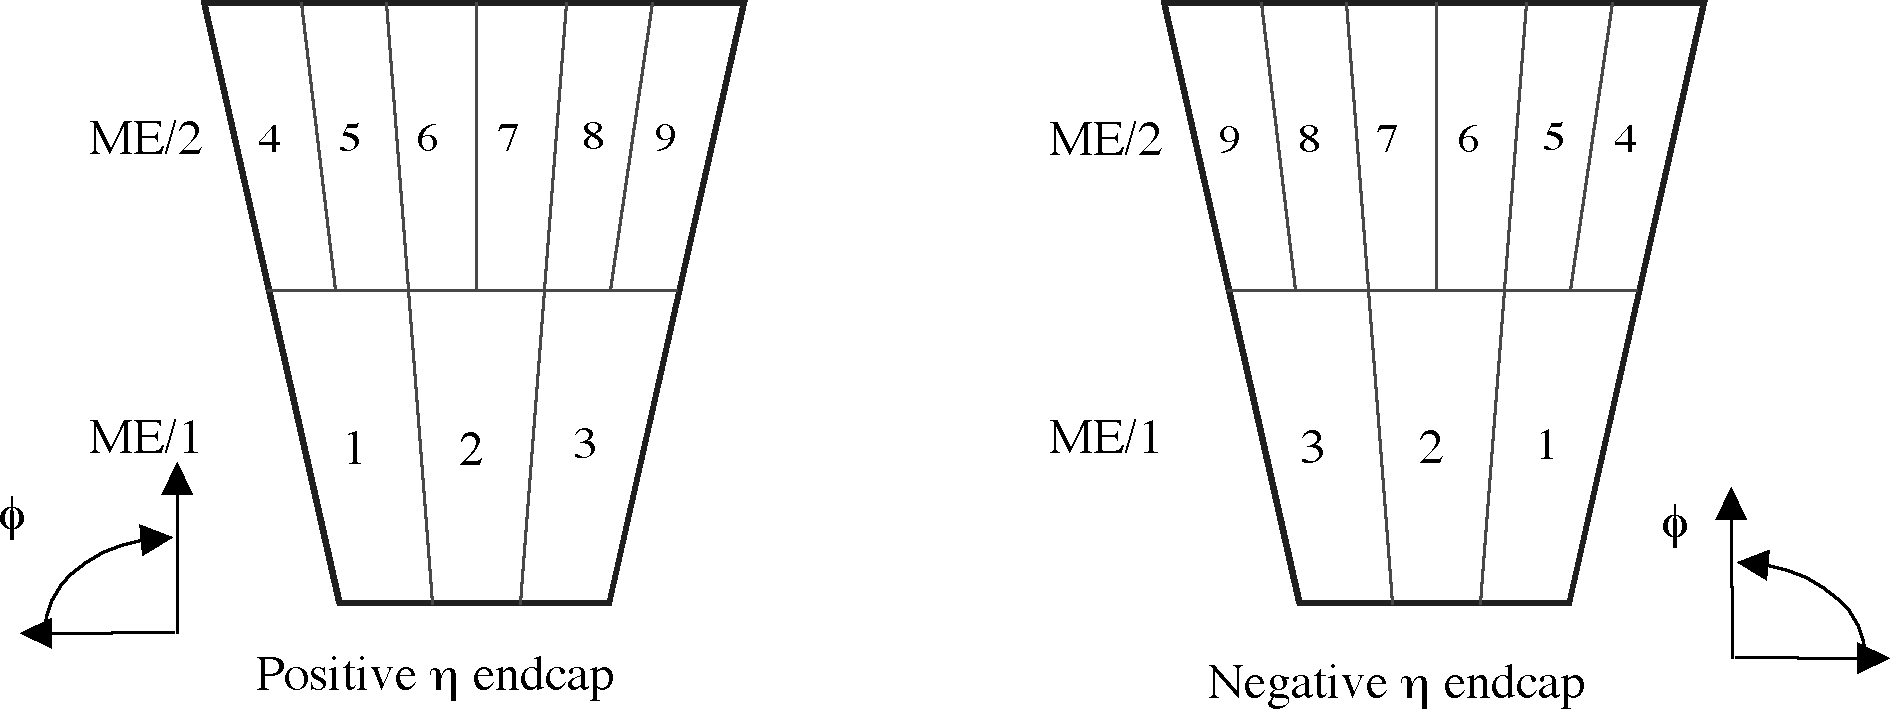 ME/2 4 5 6 7 8 9
ME/1 1 2 3
ϕ
Positive η endcap
ME/2 9 8 7 6 5 4
ME/1 3 2 1
ϕ
Negative η endcap